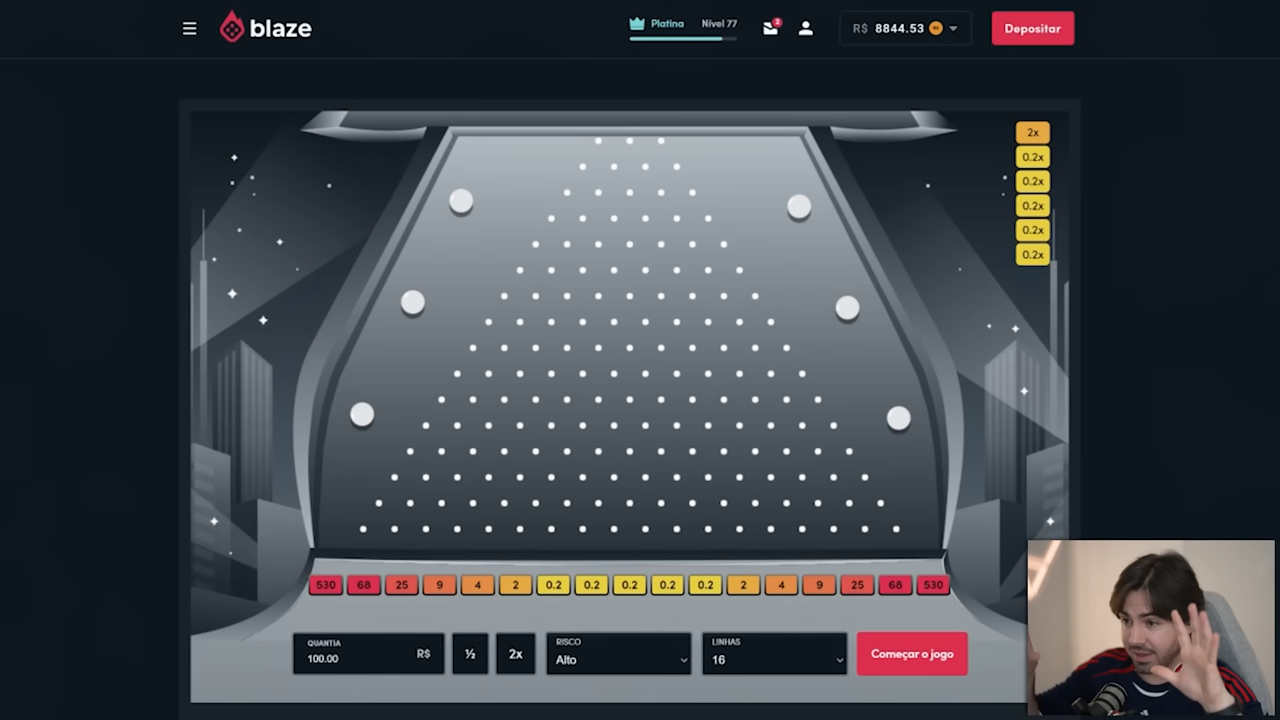 blaze
Platina Nível 77
3
R$ 8844.53
Depositar
2x
0.2x
0.2x
0.2x
0.2x
0.2x
530 68 25 9 4 2 0.2 0.2 0.2 0.2 0.2 2 4 9 25 68 530
QUANTIA
100.00 R$
½
2x
RISCO
Alto
LINHAS
16
Começar o jogo